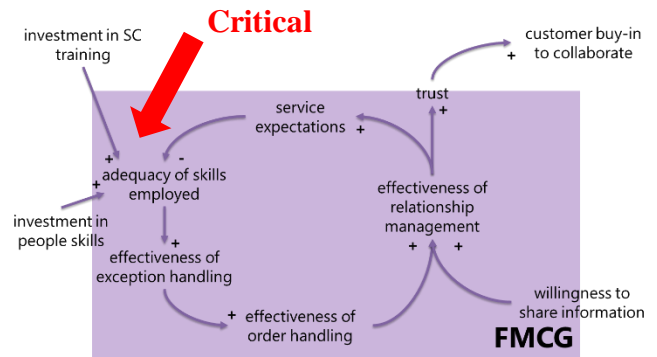 investment in SC
training
Critical
customer buy-in
to collaborate
+
trust
+
service
expectations
+
-
+
adequacy of skills
employed
+
investment in
people skills
+
effectiveness of
exception handling
effectiveness of
relationship
management
+ +
+
effectiveness of
order handling
willingness to
share information
FMCG